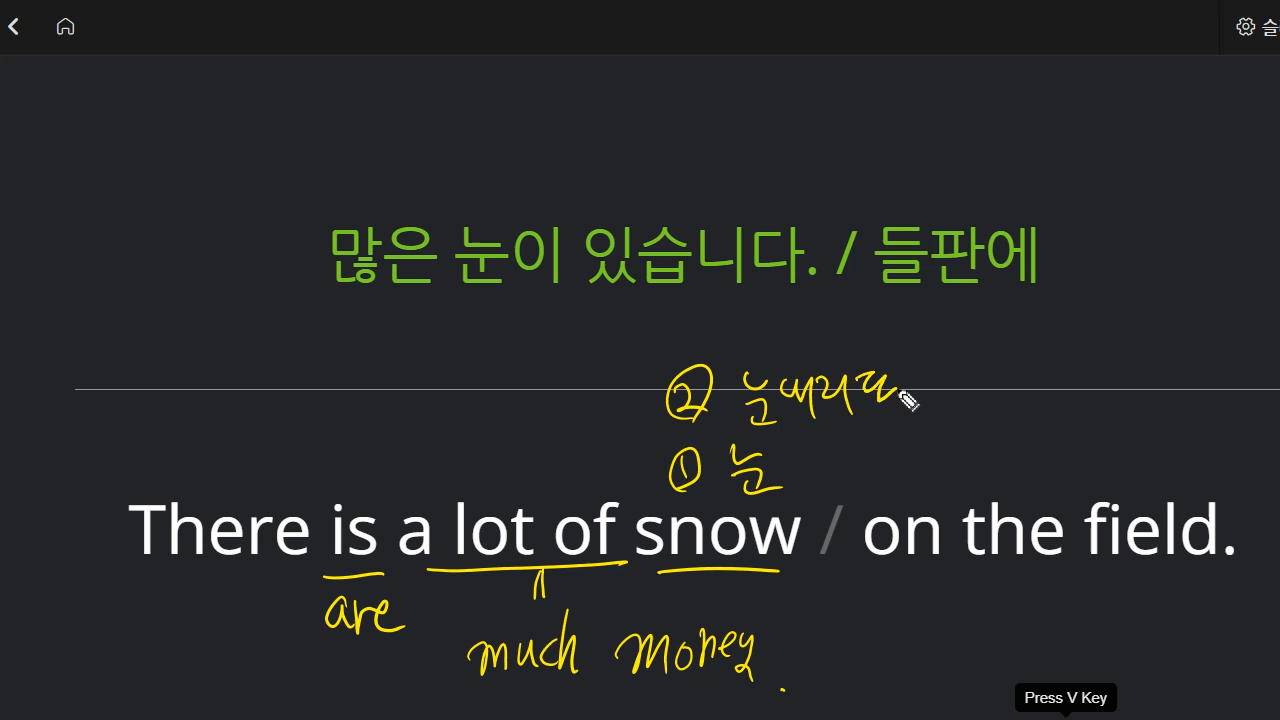 슬
많은 눈이 있습니다. / 들판에
② 눈내리다
① 눈
There is a lot of snow / on the field.
are
much money.
Press V Key